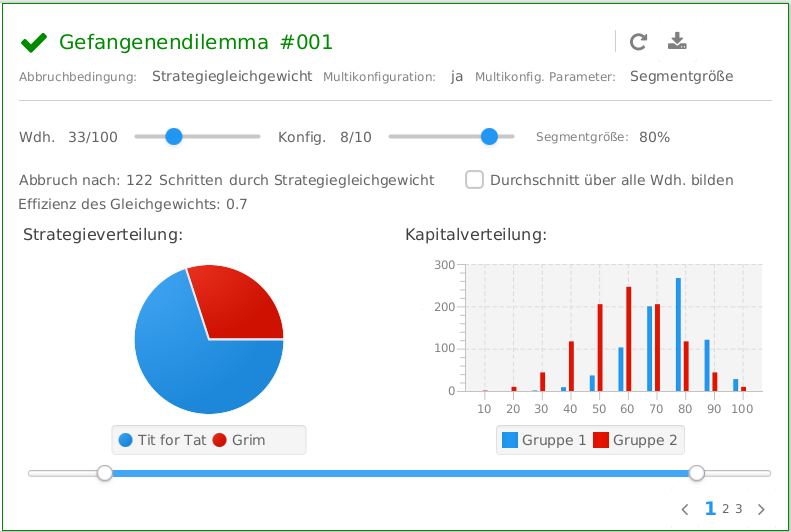 Gefangenendilemma #001
Abbruchbedingung: Strategiegleichgewicht Multikonfiguration: ja Multikonfig. Parameter: Segmentgröße
Wdh. 33/100 Konfig. 8/10 Segmentgröße: 80%
Abbruch nach: 122 Schritten durch Strategiegleichgewicht Durchschnitt über alle Wdh. bilden
Effizienz des Gleichgewichts: 0.7
Strategieverteilung: Kapitalverteilung:
300
200
100
0
10 20 30 40 50 60 70 80 90 100
Tit for Tat Grim Gruppe 1 Gruppe 2
1 2 3